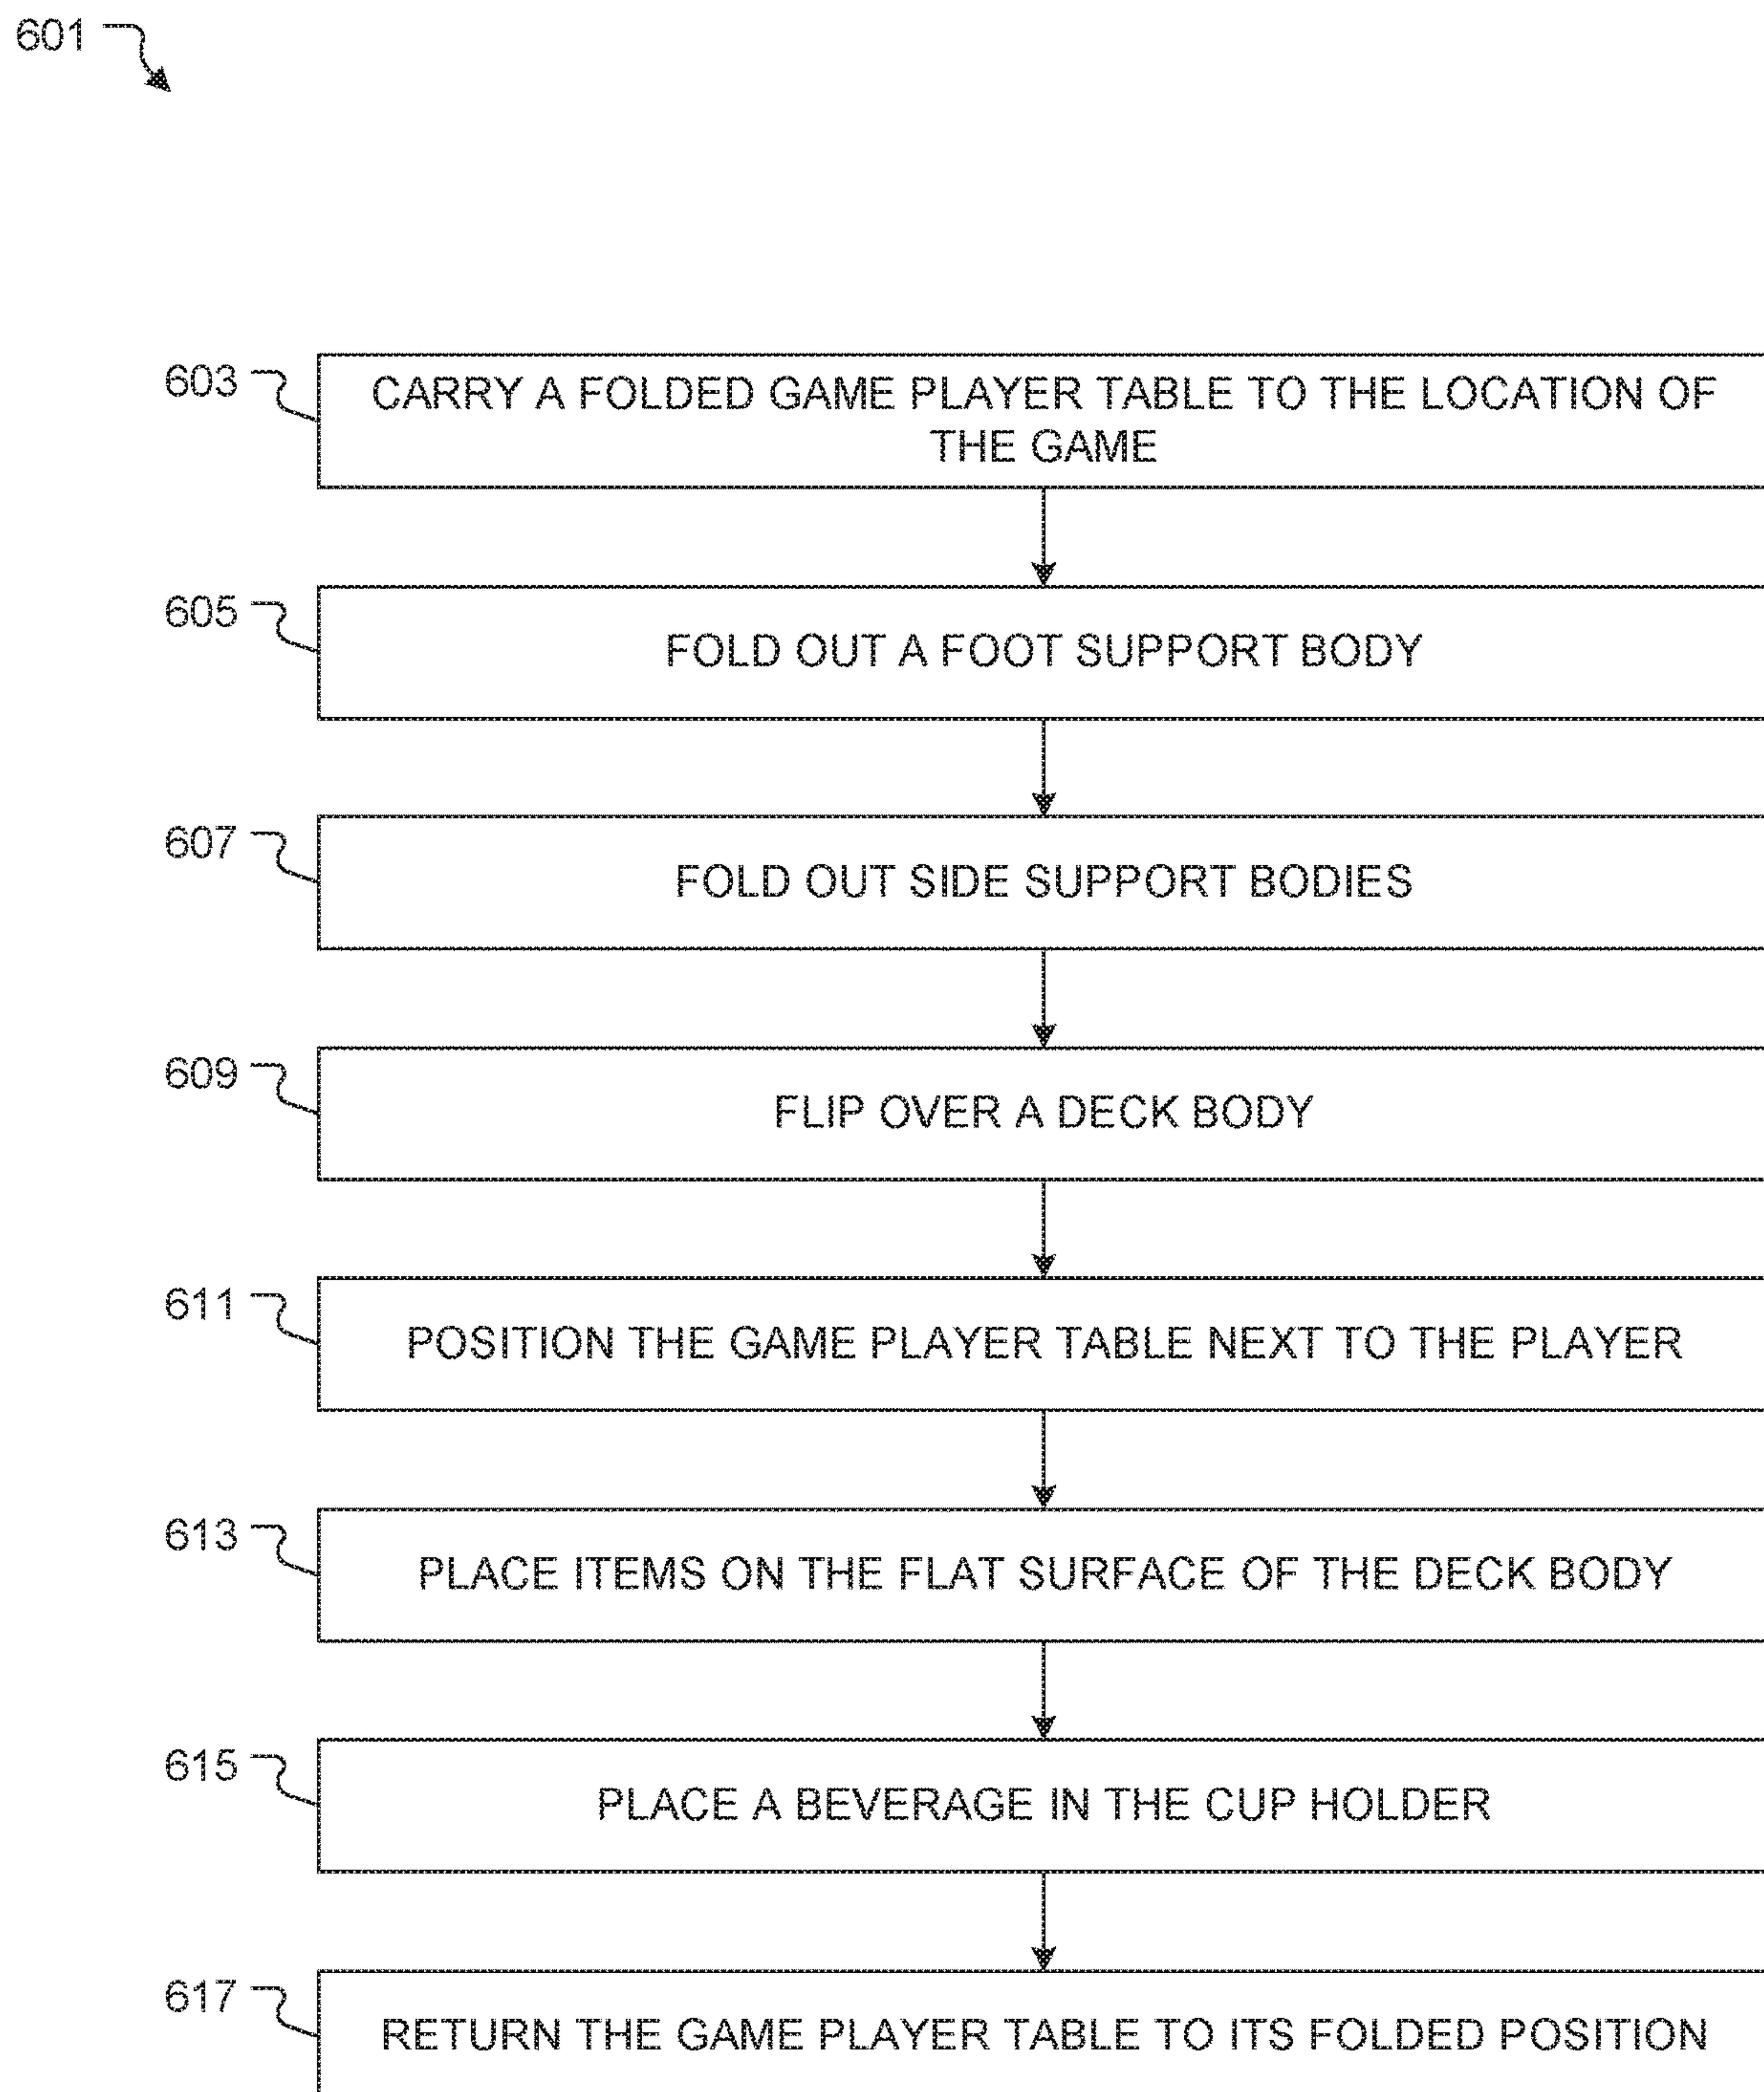 601
603
CARRY A FOLDED GAME PLAYER TABLE TO THE LOCATION OF
THE GAME
605
FOLD OUT A FOOT SUPPORT BODY
607
FOLD OUT SIDE SUPPORT BODIES
609
FLIP OVER A DECK BODY
611
POSITION THE GAME PLAYER TABLE NEXT TO THE PLAYER
613
PLACE ITEMS ON THE FLAT SURFACE OF THE DECK BODY
615
PLACE A BEVERAGE IN THE CUP HOLDER
617
RETURN THE GAME PLAYER TABLE TO ITS FOLDED POSITION